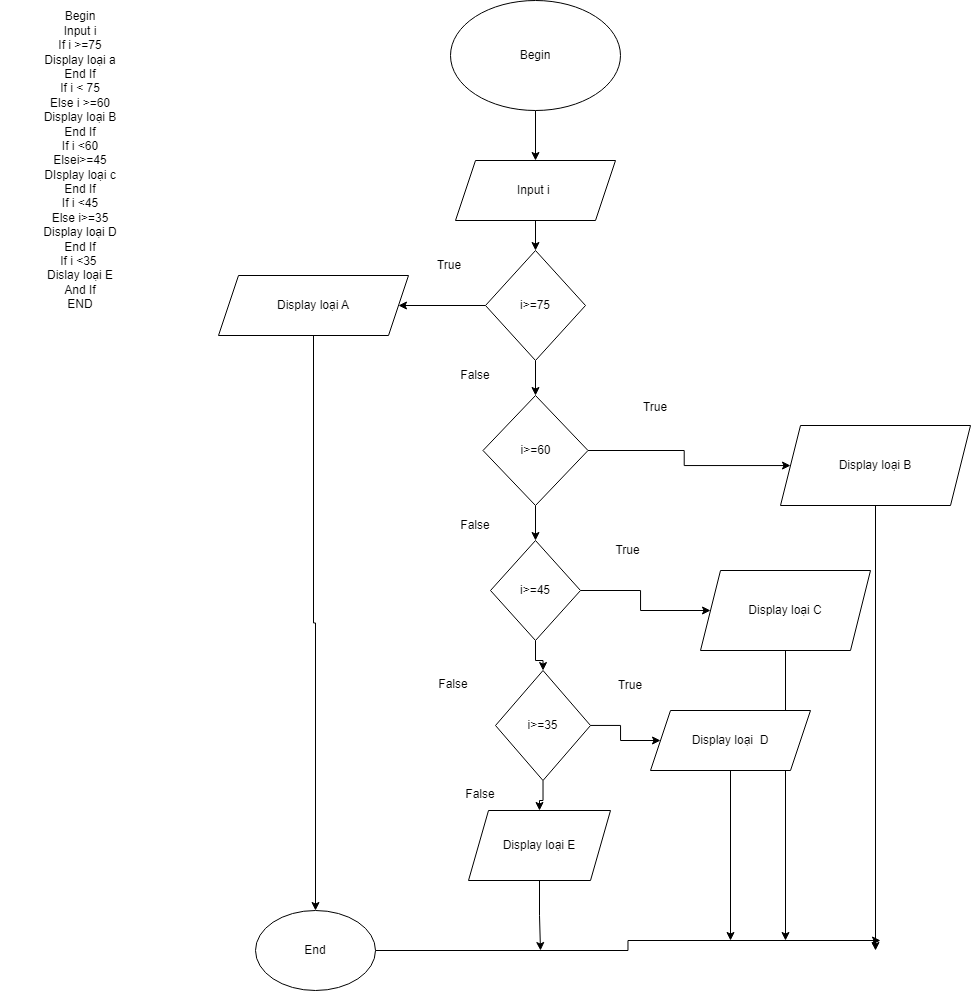 Begin
Input i
If i >=75
Display loại a
End If
If i < 75
Else i >=60
Display loại B
End If
If i <60
Elsei>=45
DIsplay loại c
End If
If i <45
Else i>=35
Display loại D
End If
If i <35
Dislay loại E
And If
END
Begin
Input i
True
i>=75
Display loại A
False
True
i>=60
Display loại B
False
True
i>=45
Display loại C
False
True
i>=35
Display loại  D
False
Display loại E
End